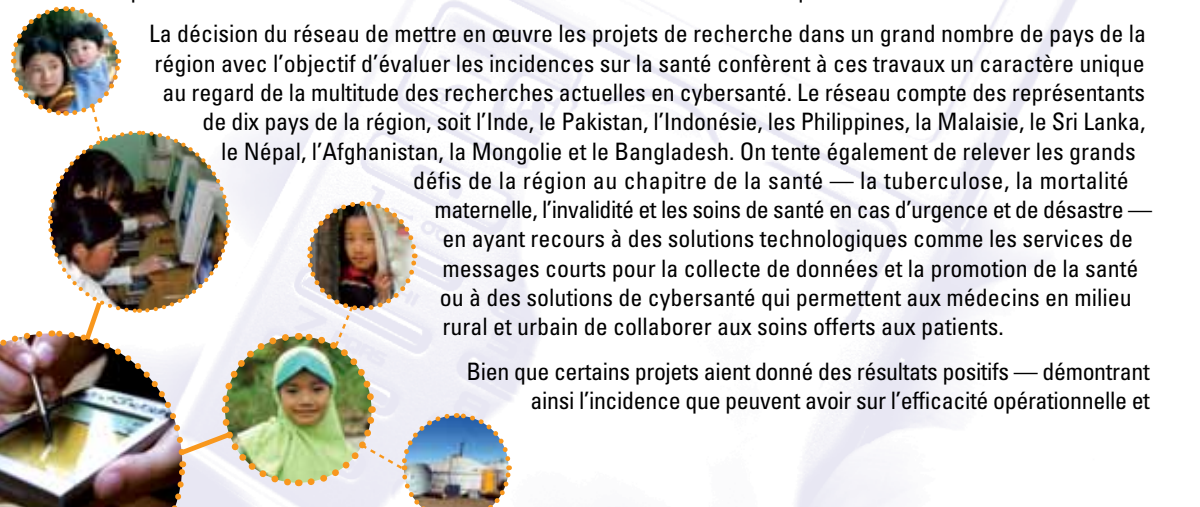 La décision du réseau de mettre en œuvre les projets de recherche dans un grand nombre de pays de la
région avec l'objectif d'évaluer les incidences sur la santé confèrent à ces travaux un caractère unique
au regard de la multitude des recherches actuelles en cybersanté. Le réseau compte des représentants
de dix pays de la région, soit l'Inde, le Pakistan, l'Indonésie, les Philippines, la Malaisie, le Sri Lanka,
le Népal, l'Afghanistan, la Mongolie et le Bangladesh. On tente également de relever les grands
défis de la région au chapitre de la santé — la tuberculose, la mortalité
maternelle, l'invalidité et les soins de santé en cas d'urgence et de désastre —
en ayant recours à des solutions technologiques comme les services de
messages courts pour la collecte de données et la promotion de la santé
ou à des solutions de cybersanté qui permettent aux médecins en milieu
rural et urbain de collaborer aux soins offerts aux patients.
Bien que certains projets aient donné des résultats positifs — démontrant
ainsi l'incidence que peuvent avoir sur l'efficacité opérationnelle et